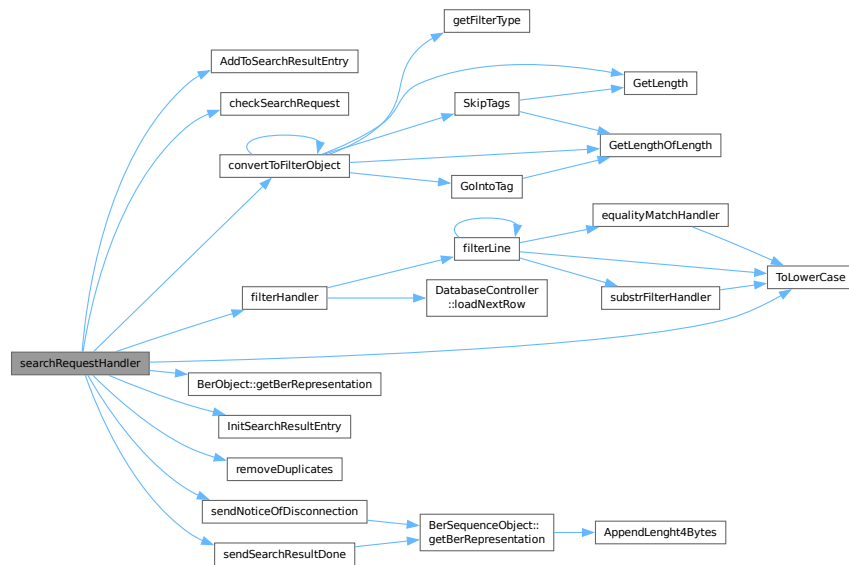 getFilterType
AddToSearchResultEntry
GetLength
checkSearchRequest
SkipTags
GetLengthOfLength
convertToFilterObject
GoIntoTag
equalityMatchHandler
filterLine
ToLowerCase
filterHandler
DatabaseController
::loadNextRow
substrFilterHandler
searchRequestHandler
BerObject::getBerRepresentation
InitSearchResultEntry
removeDuplicates
sendNoticeOfDisconnection
BerSequenceObject::
getBerRepresentation
AppendLenght4Bytes
sendSearchResultDone